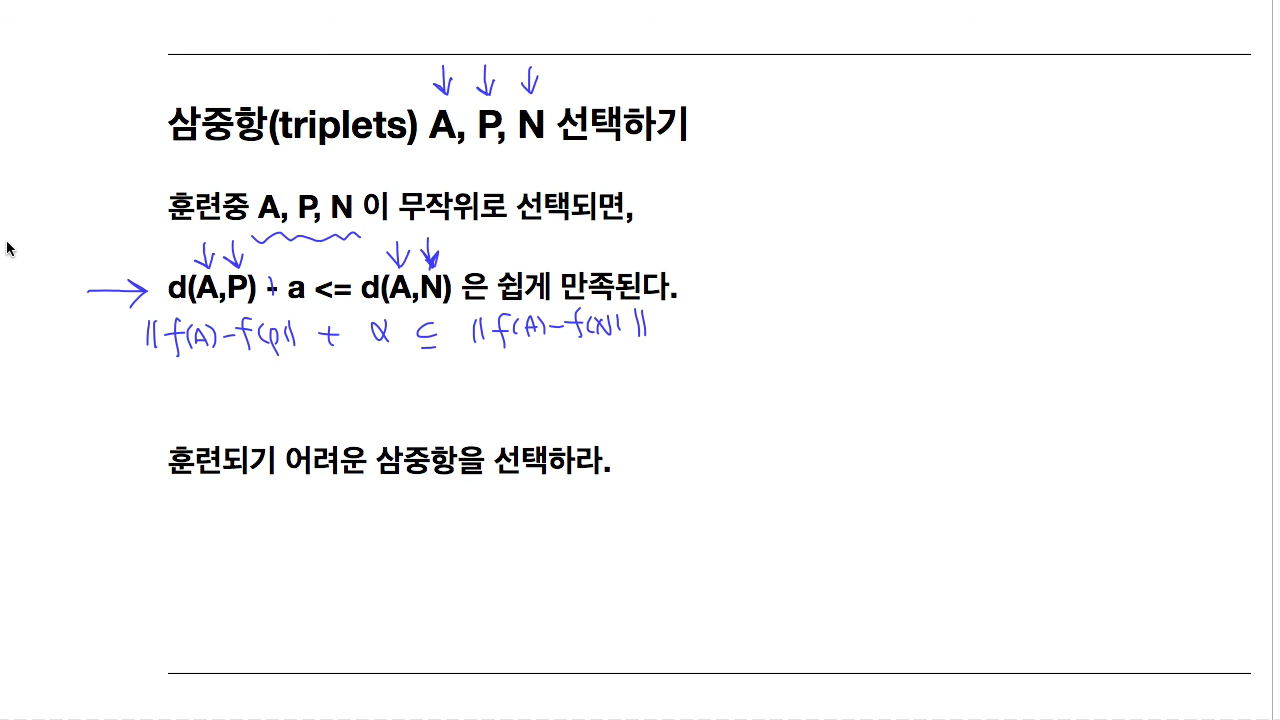 삼중항(triplets) A, P, N 선택하기
훈련중 A, P, N 이 무작위로 선택되면,
d(A,P) + a <= d(A,N) 은 쉽게 만족된다.
|| f(A) - f(P) || + α ≤ || f(A) - f(N) ||
훈련되기 어려운 삼중항을 선택하라.